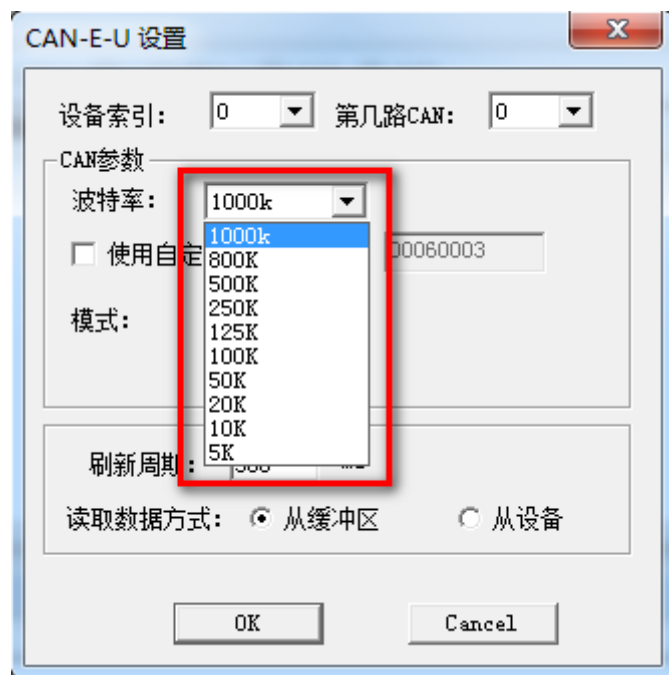 CAN-E-U 设置
设备索引: 0 第几路CAN: 0
CAN参数
波特率: 1000k
1000k
使用自定 00060003
800K
500K
250K
模式:
125K
100K
50K
20K
10K
5K
刷新周期:
读取数据方式: 从缓冲区 从设备
OK Cancel